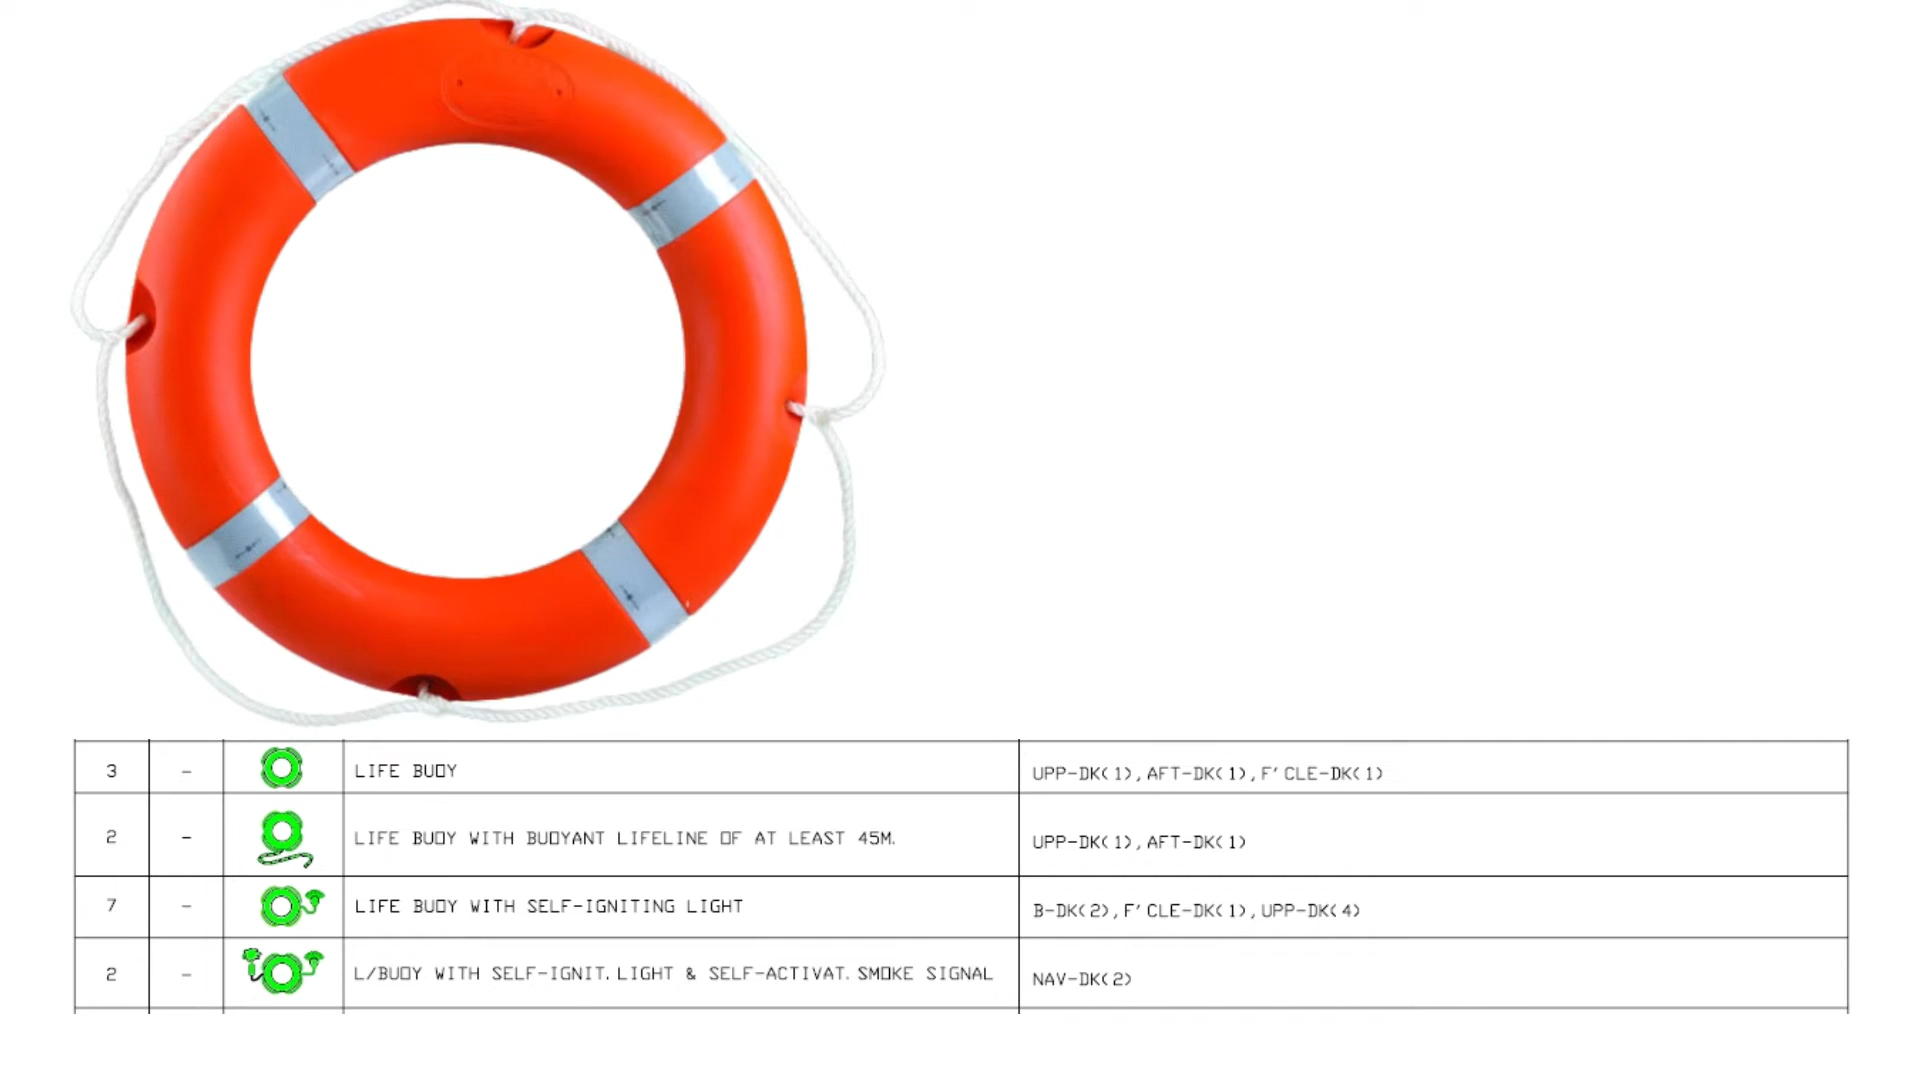 3 - LIFE BUOY UPP-DK(1),AFT-DK(1),F'CLE-DK(1)
2 - LIFE BUOY WITH BUOYANT LIFELINE OF AT LEAST 45M. UPP-DK(1),AFT-DK(1)
7 - LIFE BUOY WITH SELF-IGNITING LIGHT B-DK(2),F'CLE-DK(1),UPP-DK(4)
2 - L/BUOY WITH SELF-IGNIT. LIGHT & SELF-ACTIVAT. SMOKE SIGNAL NAV-DK(2)